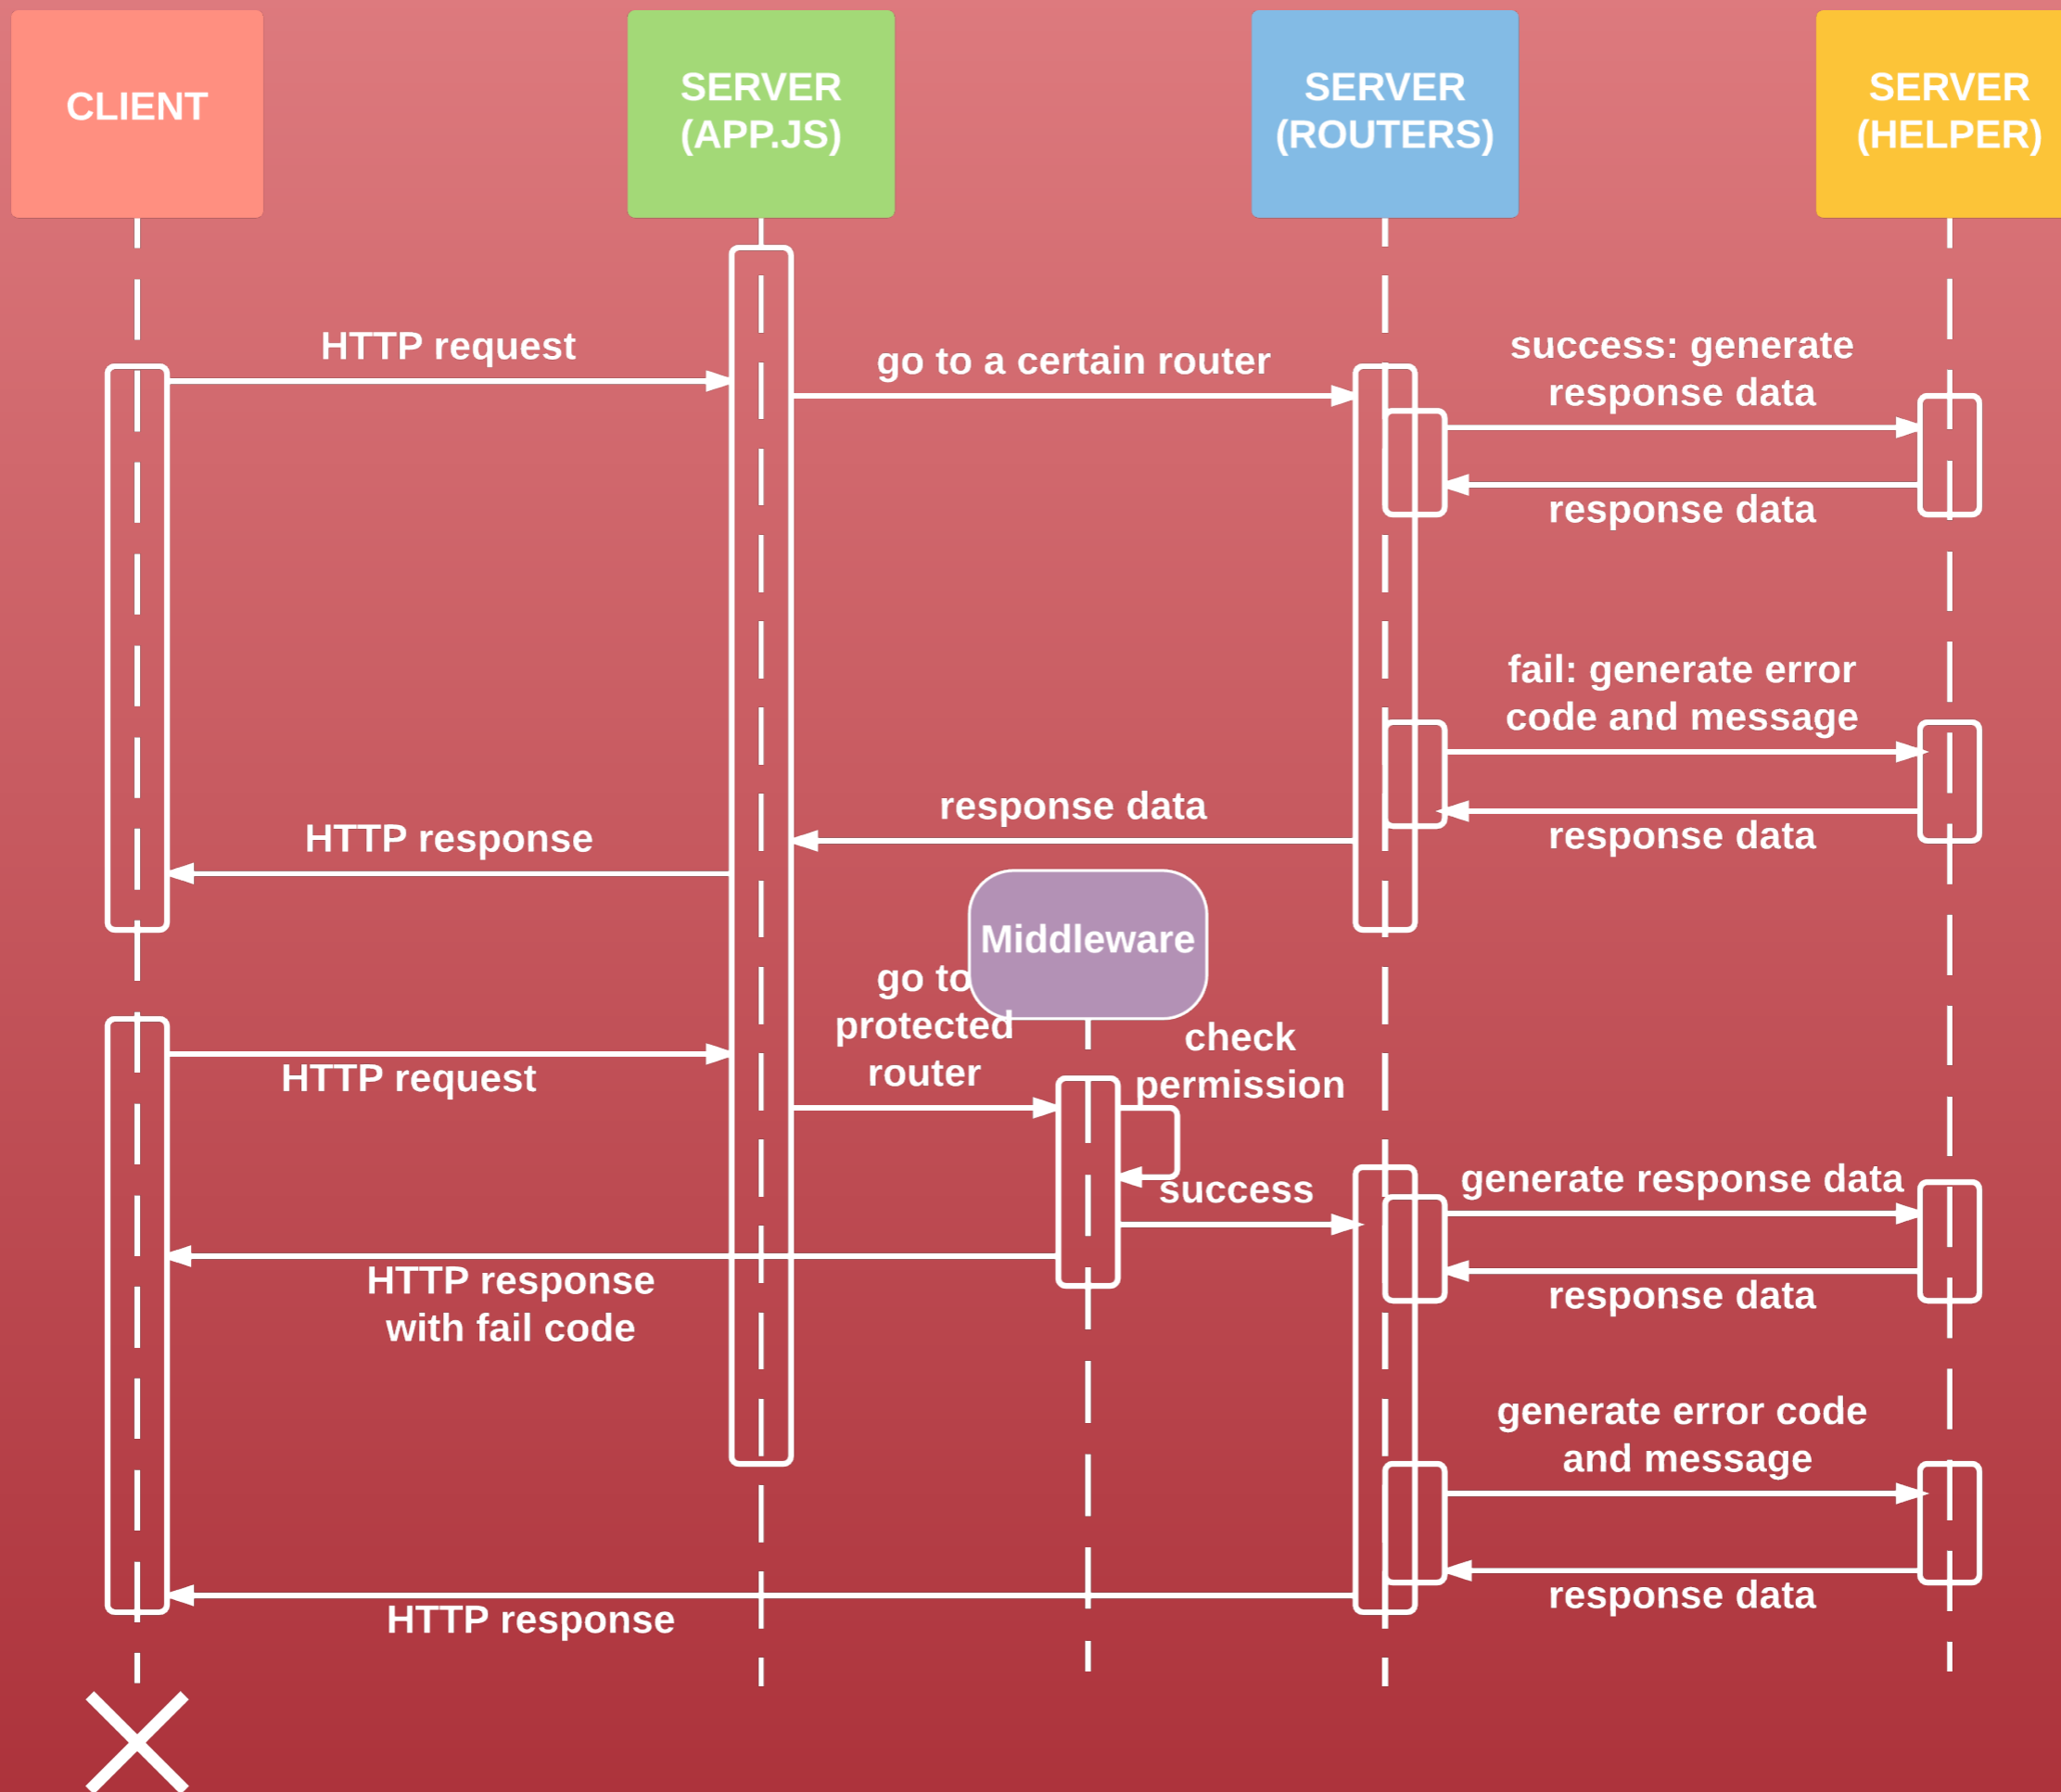 CLIENT
SERVER
(APP.JS)
SERVER
(ROUTERS)
SERVER
(HELPER)
HTTP request
go to a certain router
success: generate
response data
response data
fail: generate error
code and message
response data
response data
HTTP response
Middleware
go to
protected
router
check
permission
HTTP request
success
generate response data
response data
HTTP response
with fail code
generate error code
and message
response data
HTTP response